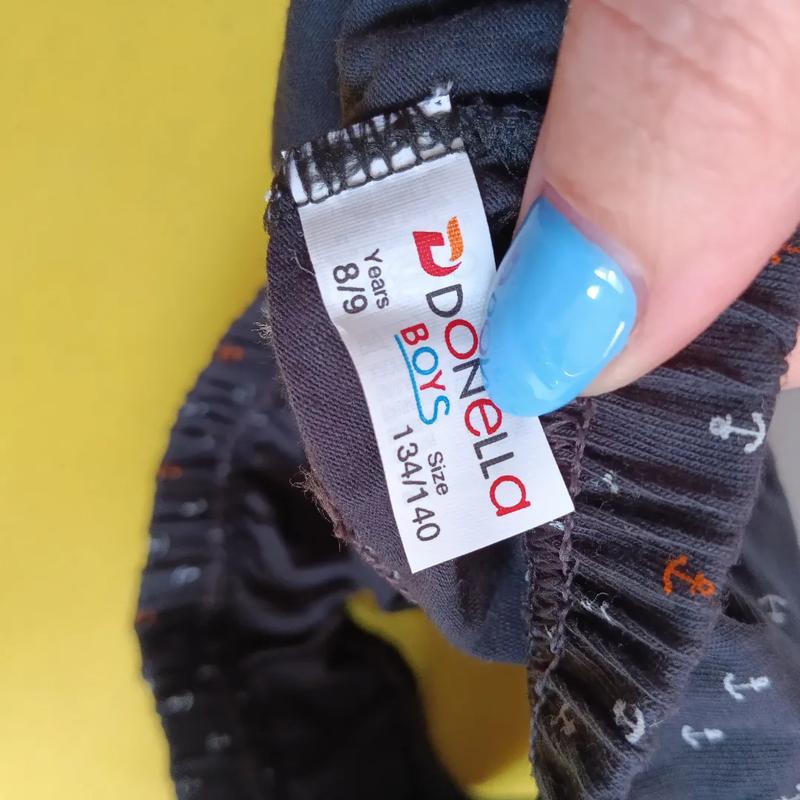 DONELLA
BOYS
Years
8/9
Size
134/140